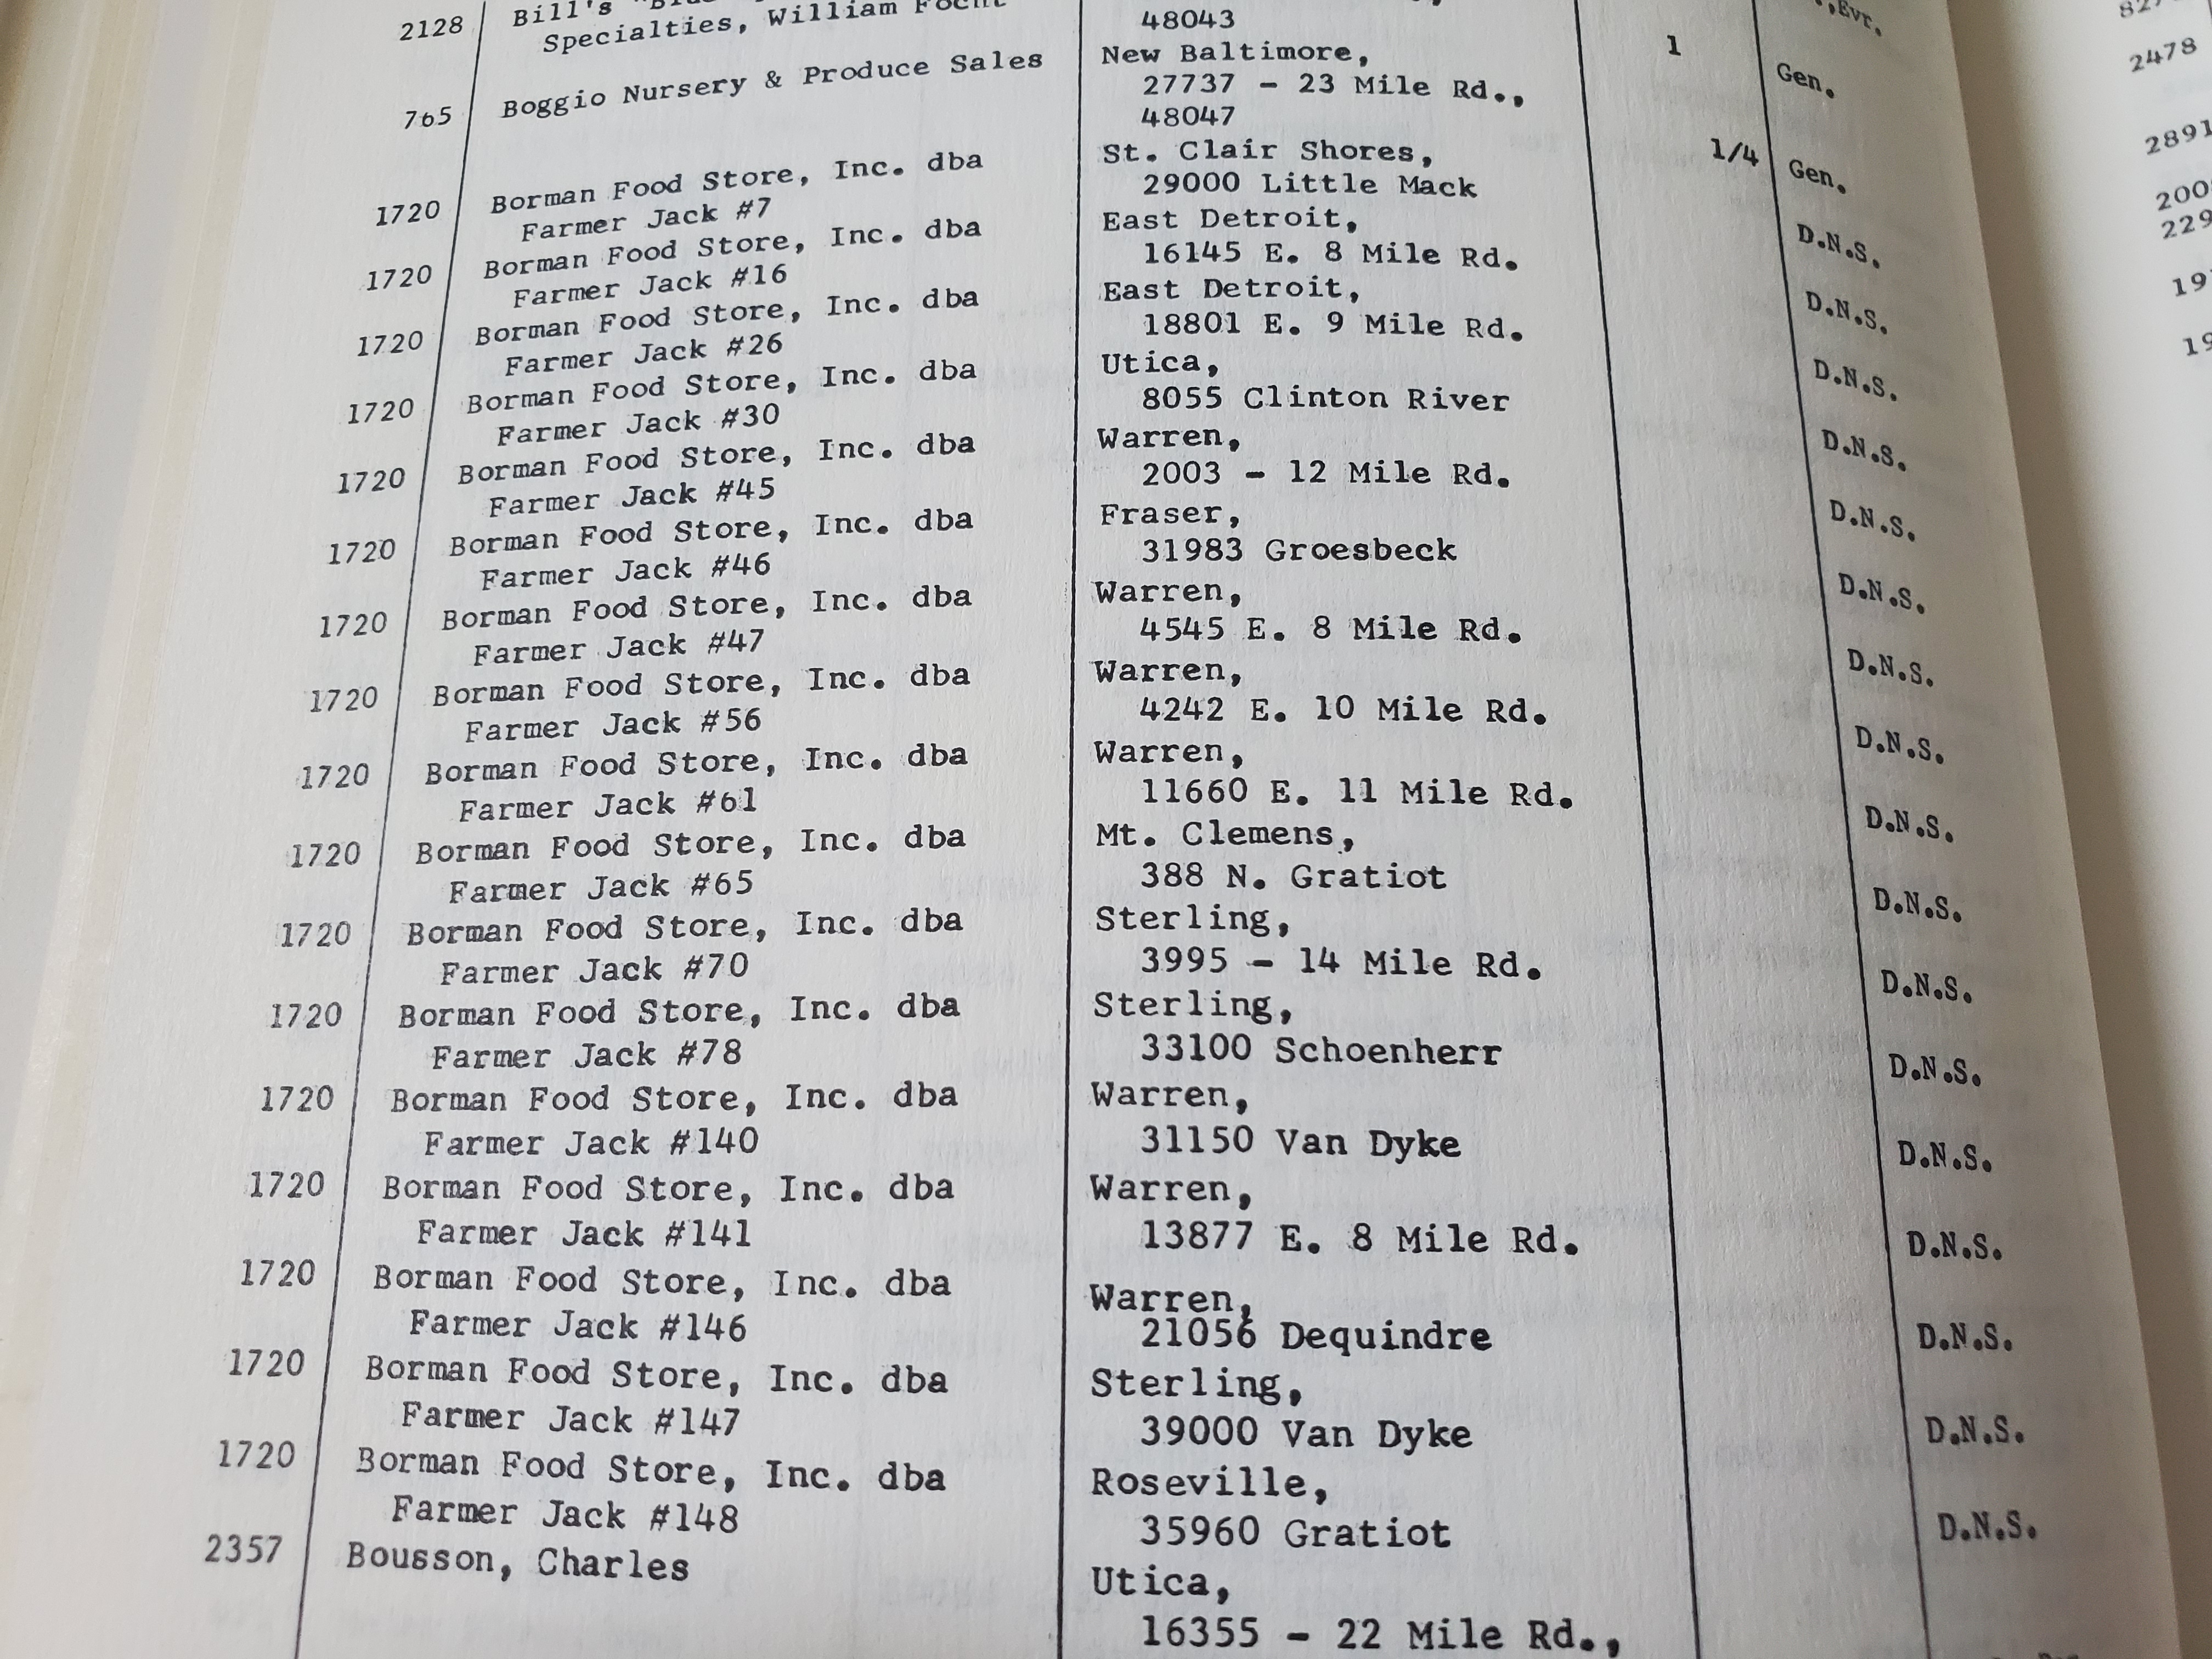 .,Evr.
2128 Bill's
Specialties, William
48043 1 Gen.
765 Boggio Nursery & Produce Sales New Baltimore, 1/4 Gen.
27737 - 23 Mile Rd.,
48047
1720 Borman Food Store, Inc. dba St. Clair Shores, D.N.S.
Farmer Jack #7 29000 Little Mack
1720 Borman Food Store, Inc. dba East Detroit, D.N.S.
Farmer Jack #16 16145 E. 8 Mile Rd.
1720 Borman Food Store, Inc. dba East Detroit, D.N.S.
Farmer Jack #26 18801 E. 9 Mile Rd.
1720 Borman Food Store, Inc. dba Utica, D.N.S.
Farmer Jack #30 8055 Clinton River
1720 Borman Food Store, Inc. dba Warren, D.N.S.
Farmer Jack #45 2003 - 12 Mile Rd.
1720 Borman Food Store, Inc. dba Fraser, D.N.S.
Farmer Jack #46 31983 Groesbeck
1720 Borman Food Store, Inc. dba Warren, D.N.S.
Farmer Jack #47 4545 E. 8 Mile Rd.
1720 Borman Food Store, Inc. dba Warren, D.N.S.
Farmer Jack #56 4242 E. 10 Mile Rd.
1720 Borman Food Store, Inc. dba Warren, D.N.S.
Farmer Jack #61 11660 E. 11 Mile Rd.
1720 Borman Food Store, Inc. dba Mt. Clemens, D.N.S.
Farmer Jack #65 388 N. Gratiot
1720 Borman Food Store, Inc. dba Sterling, D.N.S.
Farmer Jack #70 3995 - 14 Mile Rd.
1720 Borman Food Store, Inc. dba Sterling, D.N.S.
Farmer Jack #78 33100 Schoenherr
1720 Borman Food Store, Inc. dba Warren, D.N.S.
Farmer Jack #140 31150 Van Dyke
1720 Borman Food Store, Inc. dba Warren, D.N.S.
Farmer Jack #141 13877 E. 8 Mile Rd.
1720 Borman Food Store, Inc. dba Warren, D.N.S.
Farmer Jack #146 21056 Dequindre
1720 Borman Food Store, Inc. dba Sterling, D.N.S.
Farmer Jack #147 39000 Van Dyke
1720 Borman Food Store, Inc. dba Roseville, D.N.S.
Farmer Jack #148 35960 Gratiot
2357 Bousson, Charles Utica,
16355 - 22 Mile Rd.,
2478
2891
200
229
19
19